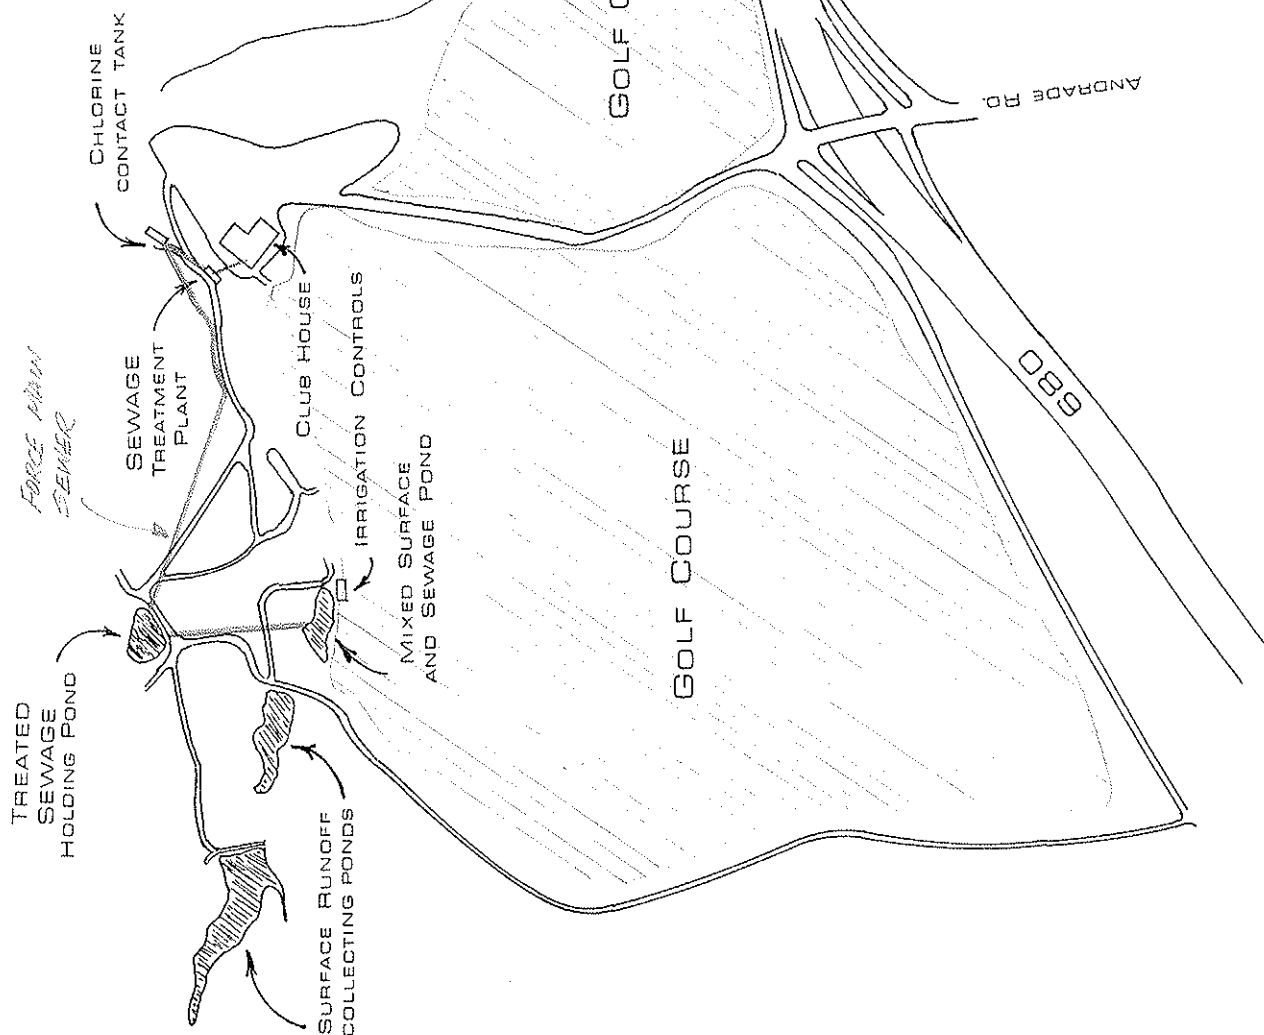 CHLORINE
CONTACT TANK
GOLF C
ANDRADE RD.
FORCE MAIN
SEWER
SEWAGE
TREATMENT
PLANT
CLUB HOUSE
IRRIGATION CONTROLS
680
MIXED SURFACE
AND SEWAGE POND
GOLF COURSE
TREATED
SEWAGE
HOLDING POND
SURFACE RUNOFF
COLLECTING PONDS